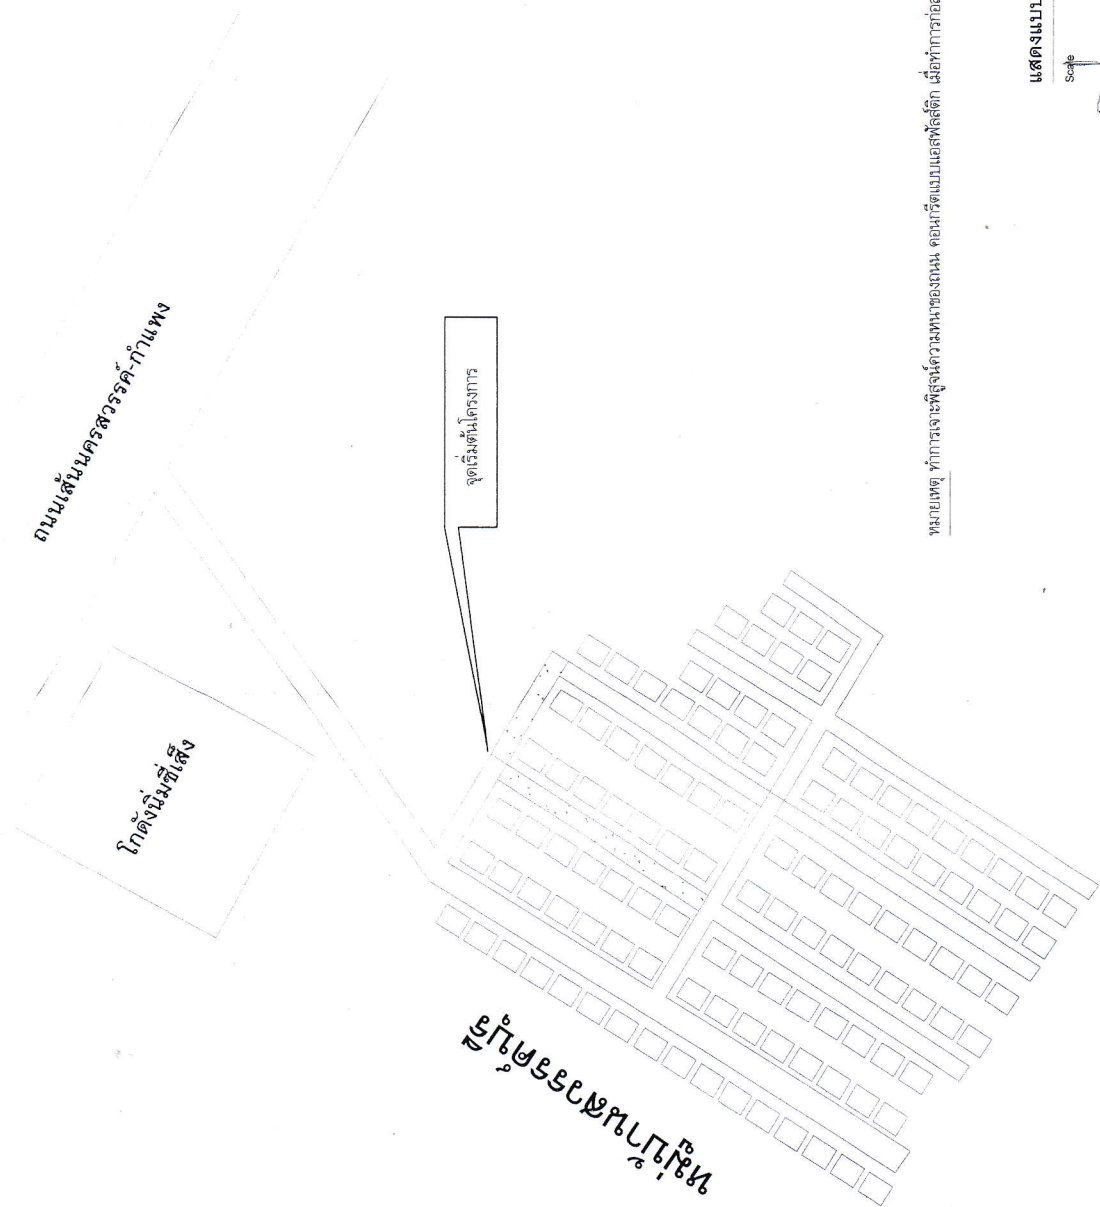 ถนนเส้นนครสวรรค์-กำแพง
โกดังนิ่มซี่เส็ง
จุดเริ่มต้นโครงการ
หมู่บ้านสวรรค์บุรี
หมายเหตุ ทำการเจาะพิสูจน์ความหนาของถนน คอนกรีตแบบแอสฟัลส์ติก เมื่อทำการก่อส
แสดงแบบ
Scale